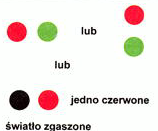 lub
lub
jedno czerwone
światło zgaszone